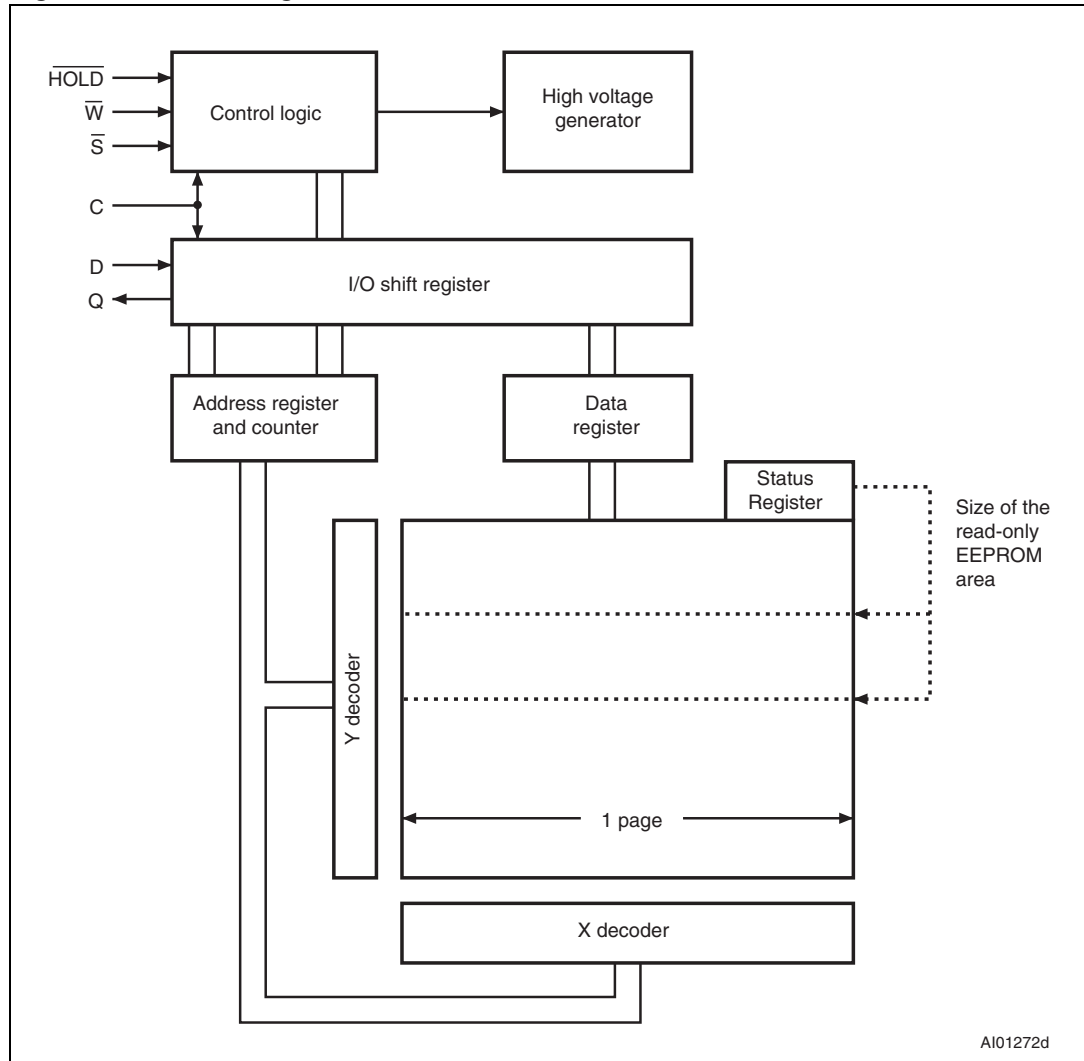 HOLD
W
S
C
D
Q
Control logic
High voltage
generator
I/O shift register
Address register
and counter
Data
register
Status
Register
Size of the
read-only
EEPROM
area
Y decoder
1 page
X decoder
AI01272d